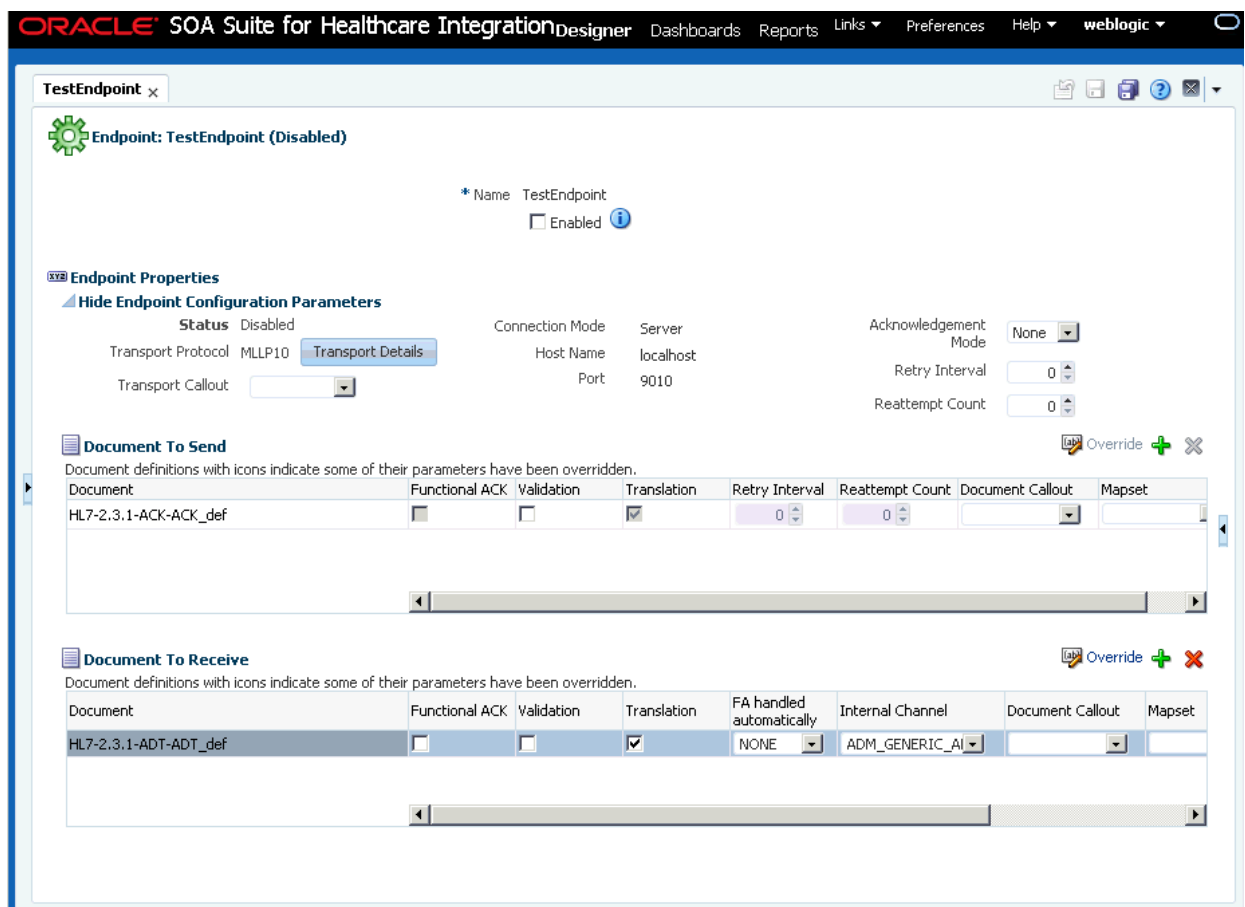 ORACLE SOA Suite for Healthcare Integration Designer Dashboards Reports Links Preferences Help weblogic
TestEndpoint x
Endpoint: TestEndpoint (Disabled)
* Name TestEndpoint
Enabled
Endpoint Properties
Hide Endpoint Configuration Parameters
Status Disabled Connection Mode Server Acknowledgement Mode None
Transport Protocol MLLP10 Transport Details Host Name localhost Retry Interval 0
Transport Callout Port 9010 Reattempt Count 0
Document To Send Override
Document definitions with icons indicate some of their parameters have been overridden.
Document Functional ACK Validation Translation Retry Interval Reattempt Count Document Callout Mapset
HL7-2.3.1-ACK-ACK_def 0 0
Document To Receive Override
Document definitions with icons indicate some of their parameters have been overridden.
Document Functional ACK Validation Translation FA handled automatically Internal Channel Document Callout Mapset
HL7-2.3.1-ADT-ADT_def NONE ADM_GENERIC_A